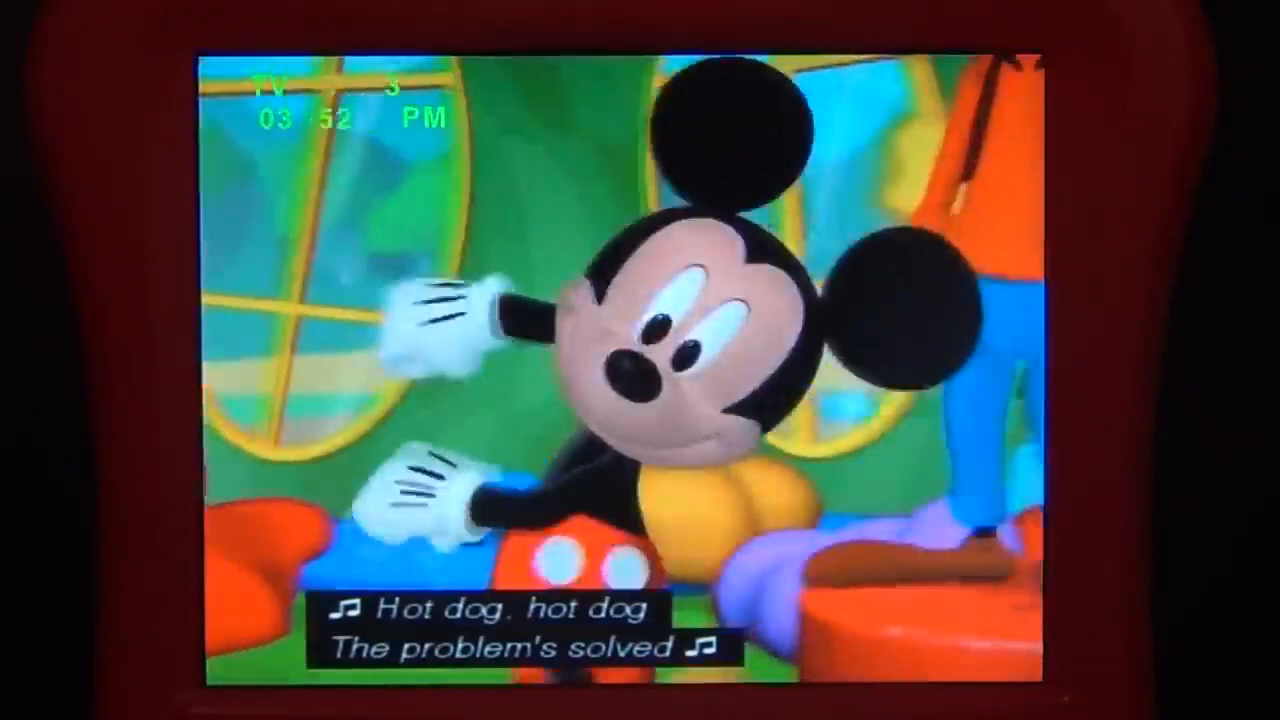 TV 3
03 52 PM
♫ Hot dog, hot dog
The problem's solved ♫